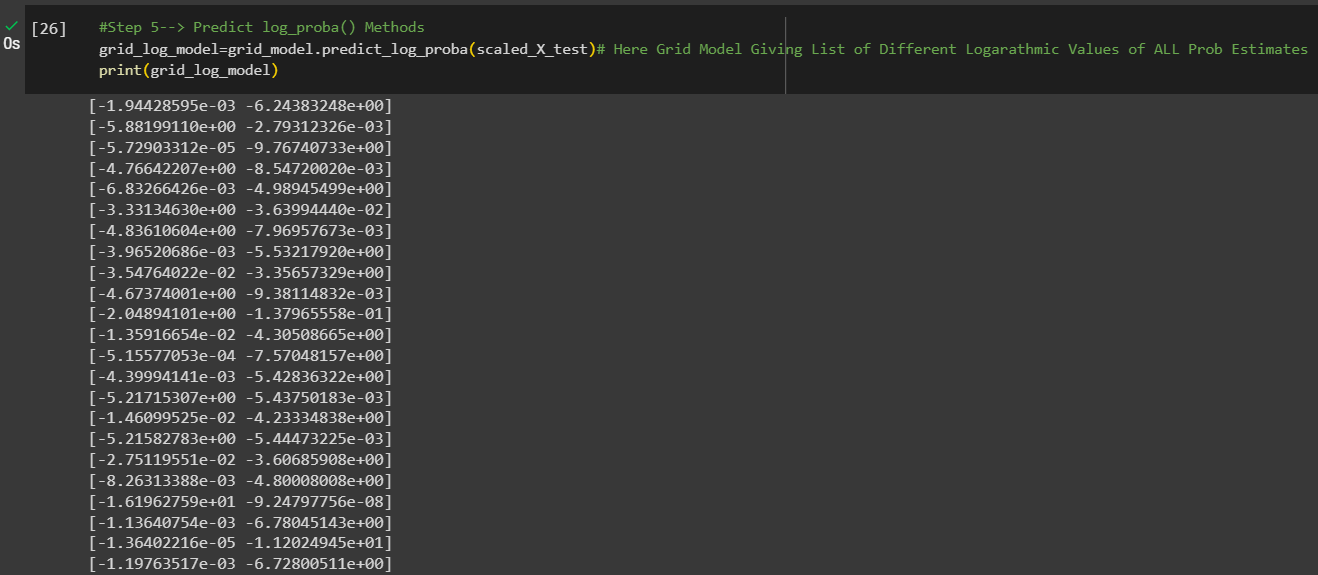 [26] #Step 5--> Predict log_proba() Methods
0s grid_log_model=grid_model.predict_log_proba(scaled_X_test)# Here Grid Model Giving List of Different Logarathmic Values of ALL Prob Estimates
print(grid_log_model)
[-1.94428595e-03 -6.24383248e+00]
[-5.88199110e+00 -2.79312326e-03]
[-5.72903312e-05 -9.76740733e+00]
[-4.76642207e+00 -8.54720020e-03]
[-6.83266426e-03 -4.98945499e+00]
[-3.33134630e+00 -3.63994440e-02]
[-4.83610604e+00 -7.96957673e-03]
[-3.96520686e-03 -5.53217920e+00]
[-3.54764022e-02 -3.35657329e+00]
[-4.67374001e+00 -9.38114832e-03]
[-2.04894101e+00 -1.37965558e-01]
[-1.35916654e-02 -4.30508665e+00]
[-5.15577053e-04 -7.57048157e+00]
[-4.39994141e-03 -5.42836322e+00]
[-5.21715307e+00 -5.43750183e-03]
[-1.46099525e-02 -4.23334838e+00]
[-5.21582783e+00 -5.44473225e-03]
[-2.75119551e-02 -3.60685908e+00]
[-8.26313388e-03 -4.80008008e+00]
[-1.61962759e+01 -9.24797756e-08]
[-1.13640754e-03 -6.78045143e+00]
[-1.36402216e-05 -1.12024945e+01]
[-1.19763517e-03 -6.72800511e+00]